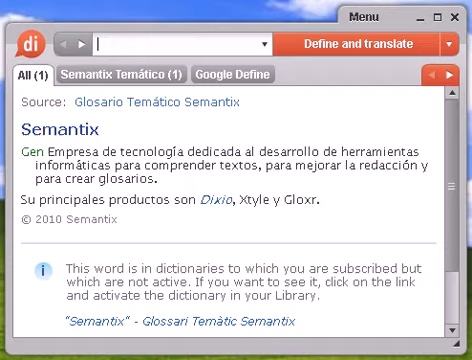 Menu
di
Define and translate
All (1)
Semantix Temático (1)
Google Define
Source: Glosario Temático Semantix
Semantix
Gen Empresa de tecnología dedicada al desarrollo de herramientas
informáticas para comprender textos, para mejorar la redacción y
para crear glosarios.
Su principales producton son Dixio, Xtyle y Gloxr.
© 2010 Semantix
This word is in dictionaries to which you are subscribed but
which are not active. If you want to see it, click on the link
and activate the dictionary in your Library.
"Semantix" - Glossari Temàtic Semantix